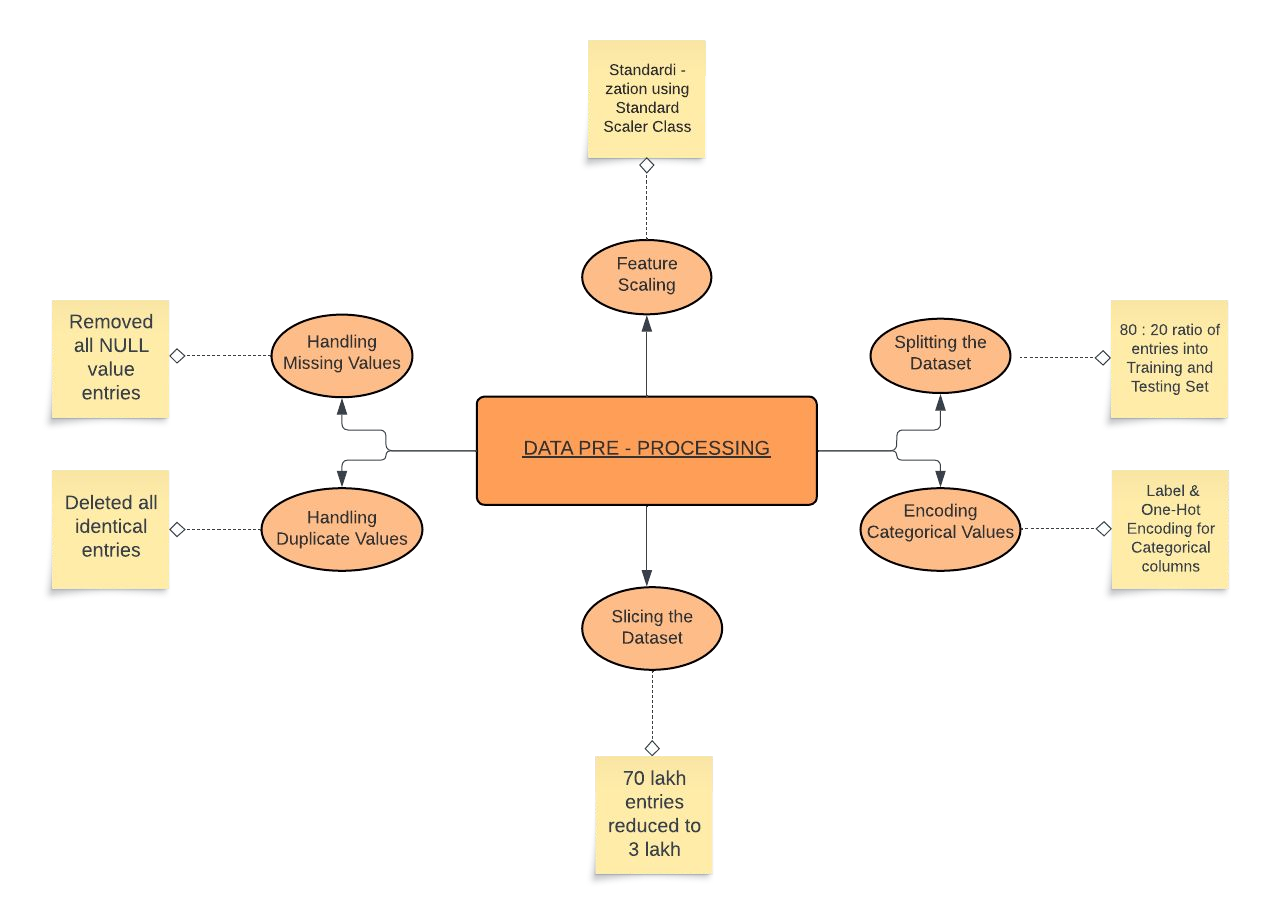 Standardi -
zation using
Standard
Scaler Class
Feature
Scaling
Removed
all NULL
value
entries
Handling
Missing Values
Splitting the
Dataset
80 : 20 ratio of
entries into
Training and
Testing Set
DATA PRE - PROCESSING
Deleted all
identical
entries
Handling
Duplicate Values
Encoding
Categorical Values
Label &
One-Hot
Encoding for
Categorical
columns
Slicing the
Dataset
70 lakh
entries
reduced to
3 lakh